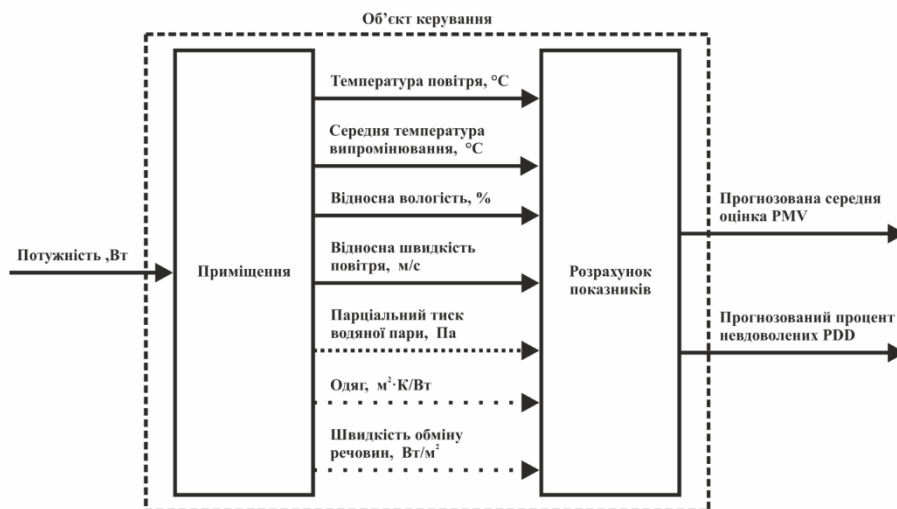 Об’єкт керування
Температура повітря, °С
Середня температура
випромінювання, °С
Відносна вологість, %
Прогнозована середня
оцінка PMV
Потужність ,Вт
Приміщення
Відносна швидкість
повітря, м/с
Розрахунок
показників
Парціальний тиск
водяної пари, Па
Прогнозований процент
невдоволених PDD
Одяг, м²·К/Вт
Швидкість обміну
речовин, Вт/м²